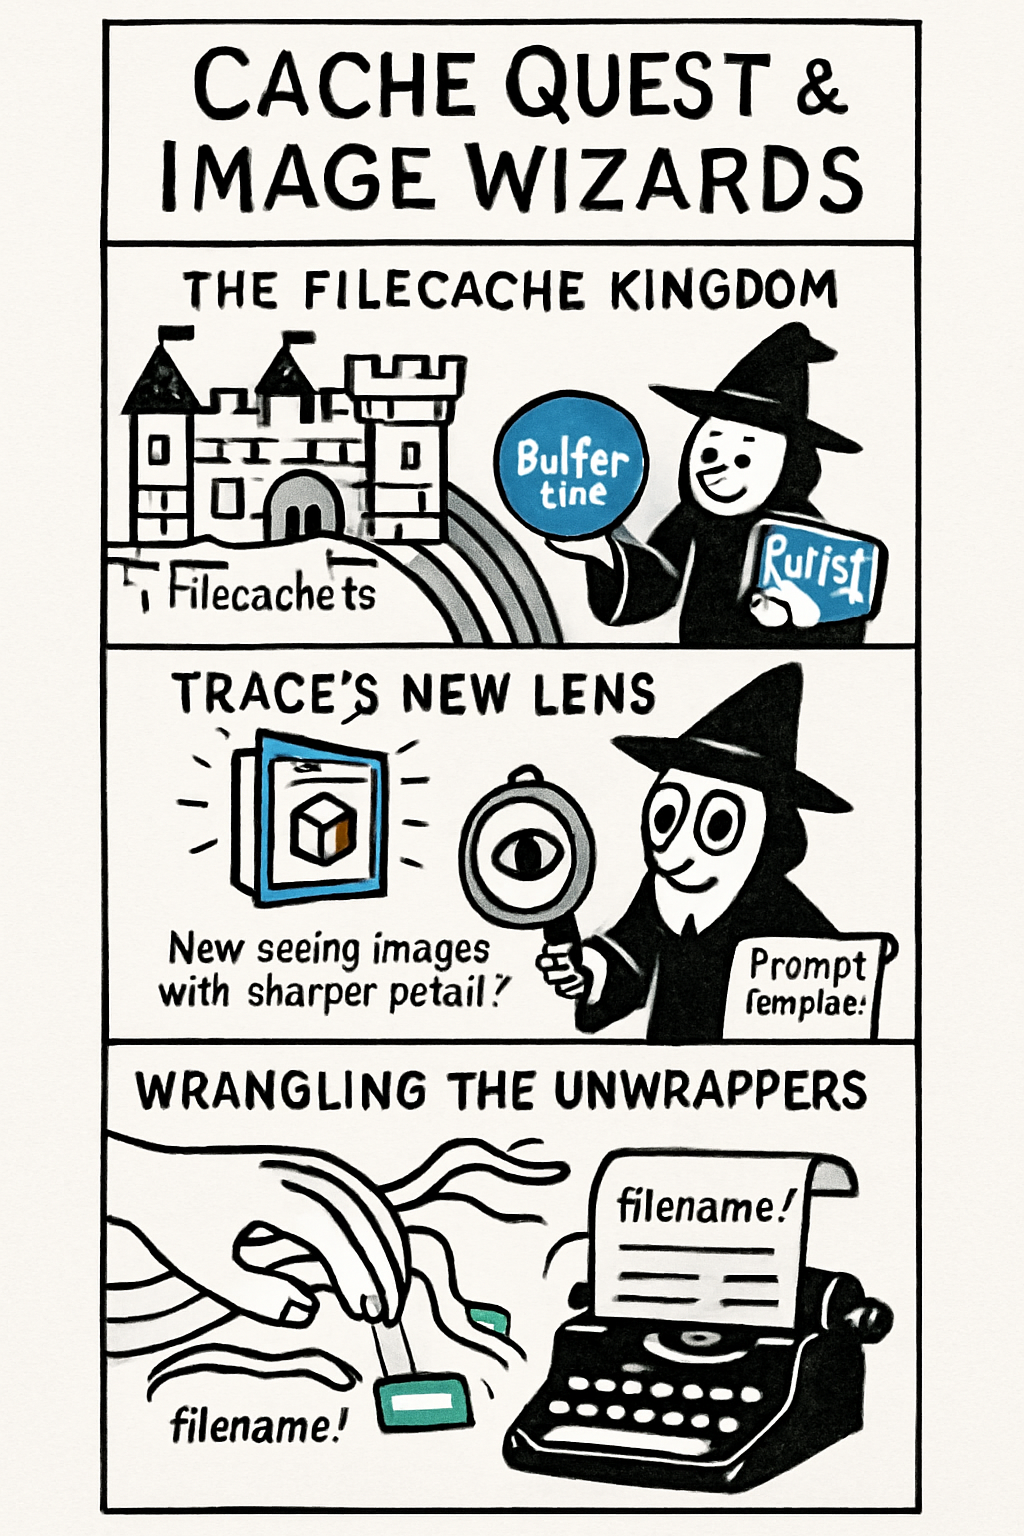 CACHE QUEST &
IMAGE WIZARDS
THE FILECACHE KINGDOM
Bulfer
tine
Rurist
Filecachets
TRACE'S NEW LENS
New seeing images
with sharper petail?
Prompt
Templae:
WRANGLING THE UNWRAPPERS
filename!
filename!